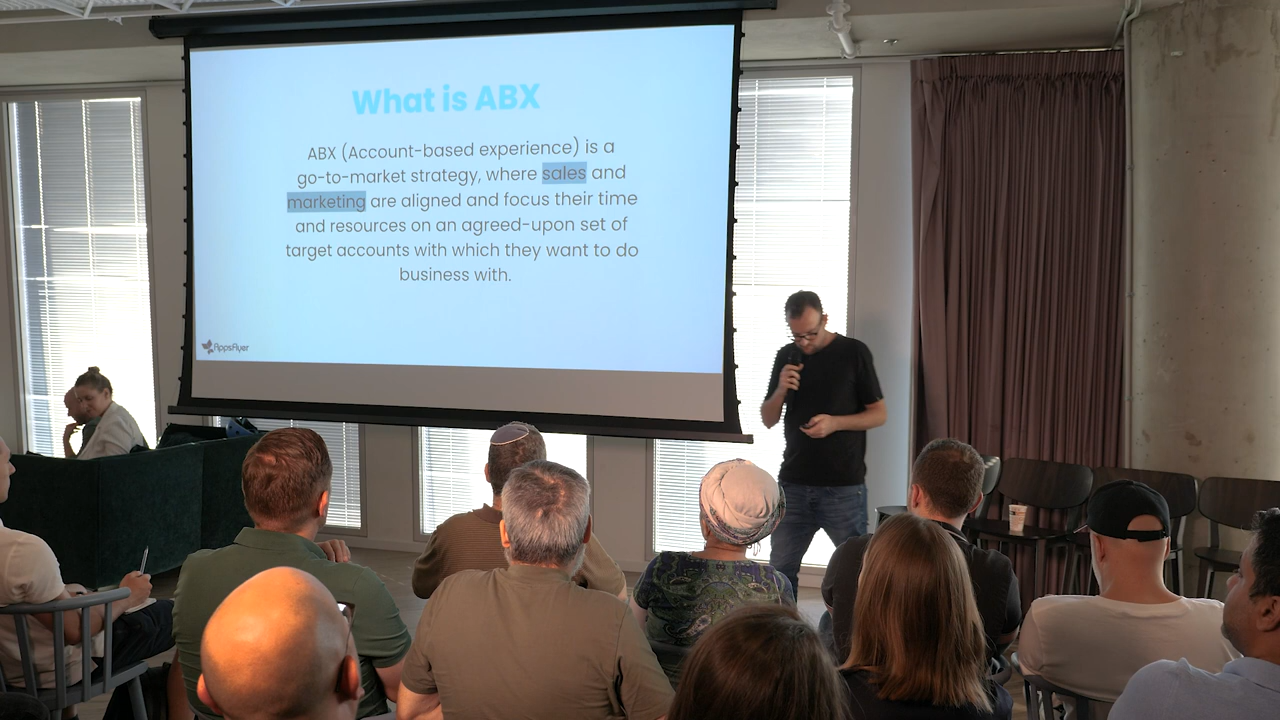 What is ABX
ABX (Account-based experience) is a
go-to-market strategy, where sales and
marketing are aligned and focus their time
and resources on an agreed-upon set of
target accounts with which they want to do
business with.
AppsFlyer